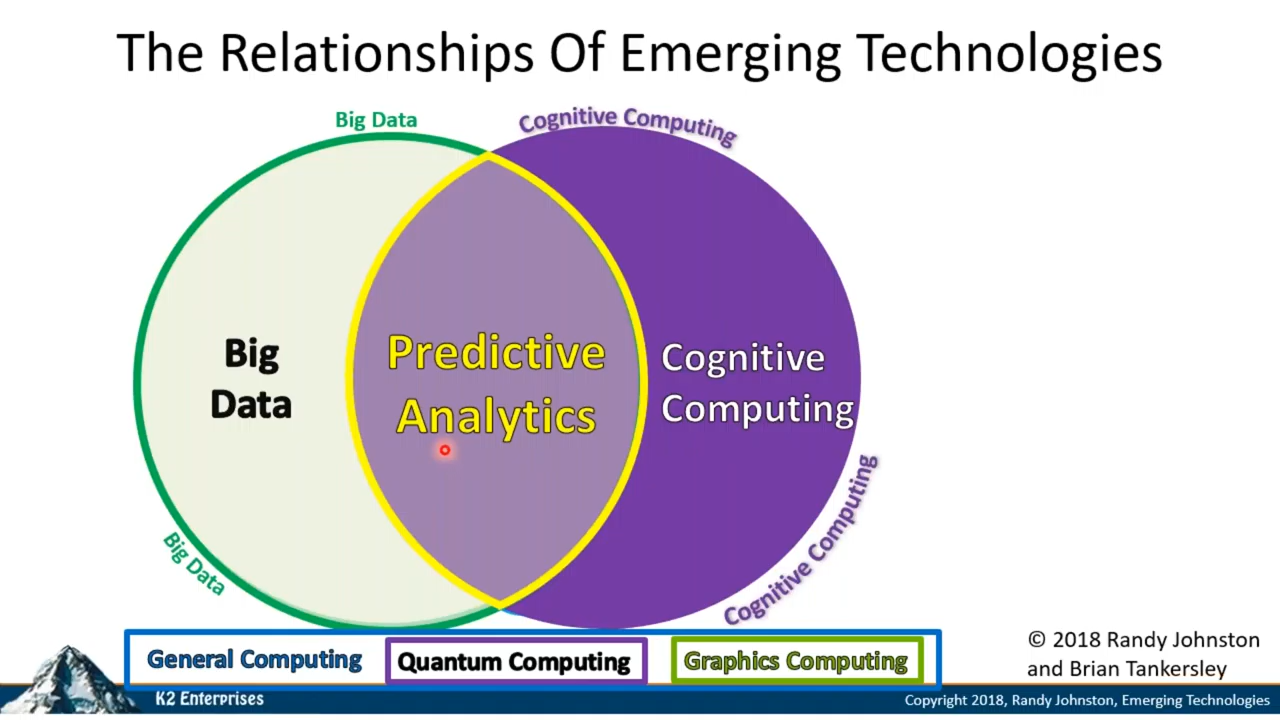 The Relationships Of Emerging Technologies
Big Data
Cognitive Computing
Big
Data
Predictive
Analytics
Cognitive
Computing
Big Data
Cognitive Computing
General Computing
Quantum Computing
Graphics Computing
© 2018 Randy Johnston
and Brian Tankersley
K2 Enterprises
Copyright 2018, Randy Johnston, Emerging Technologies